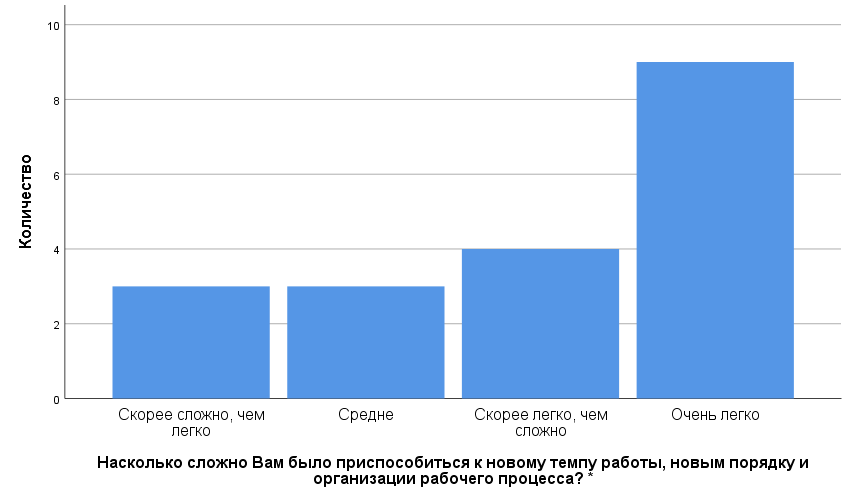 10
8
6
4
2
0
Количество
Скорее сложно, чем
легко
Средне
Скорее легко, чем
сложно
Очень легко
Насколько сложно Вам было приспособиться к новому темпу работы, новым порядку и
организации рабочего процесса? *